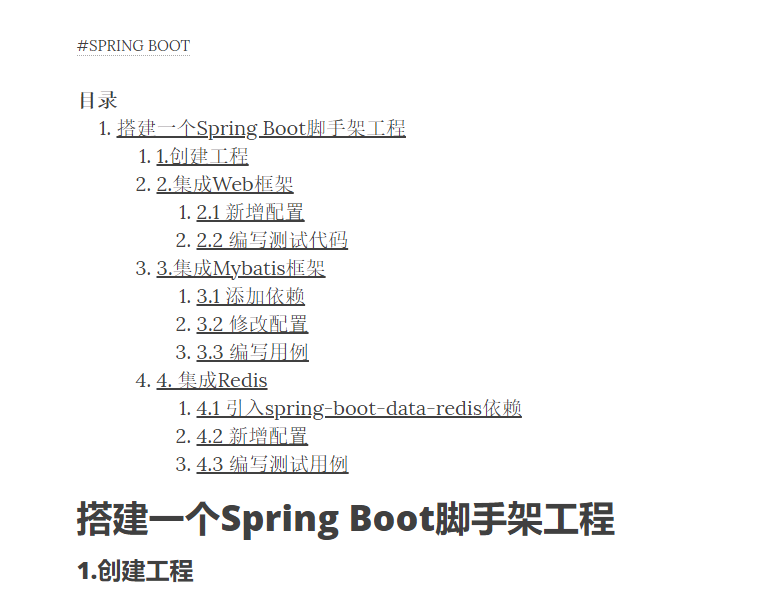 #SPRING BOOT
目录
1. 搭建一个Spring Boot脚手架工程
1. 1.创建工程
2. 2.集成Web框架
1. 2.1 新增配置
2. 2.2 编写测试代码
3. 3.集成Mybatis框架
1. 3.1 添加依赖
2. 3.2 修改配置
3. 3.3 编写用例
4. 4. 集成Redis
1. 4.1 引入spring-boot-data-redis依赖
2. 4.2 新增配置
3. 4.3 编写测试用例
搭建一个Spring Boot脚手架工程
1.创建工程